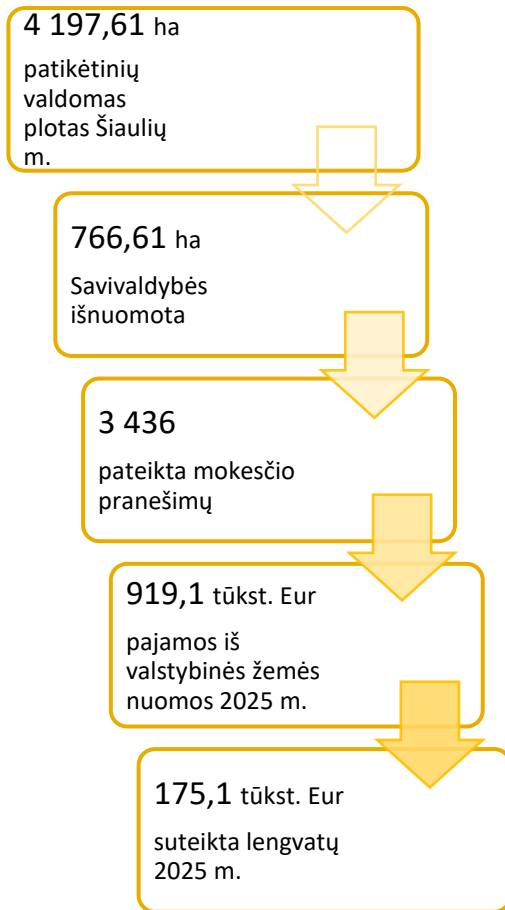 4 197,61 ha
patikėtinių
valdomas
plotas Šiaulių
m.
766,61 ha
Savivaldybės
išnuomota
3 436
pateikta mokesčio
pranešimų
919,1 tūkst. Eur
pajamos iš
valstybinės žemės
nuomos 2025 m.
175,1 tūkst. Eur
suteikta lengvatų
2025 m.